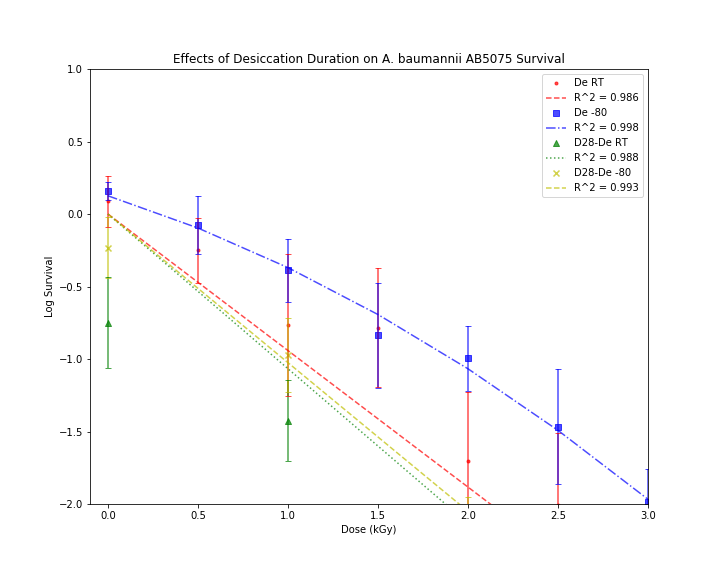 Effects of Desiccation Duration on A. baumannii AB5075 Survival
De RT
R^2 = 0.986
De -80
R^2 = 0.998
D28-De RT
R^2 = 0.988
D28-De -80
R^2 = 0.993
1.0
0.5
0.0
−0.5
−1.0
−1.5
−2.0
Log Survival
0.0 0.5 1.0 1.5 2.0 2.5 3.0
Dose (kGy)